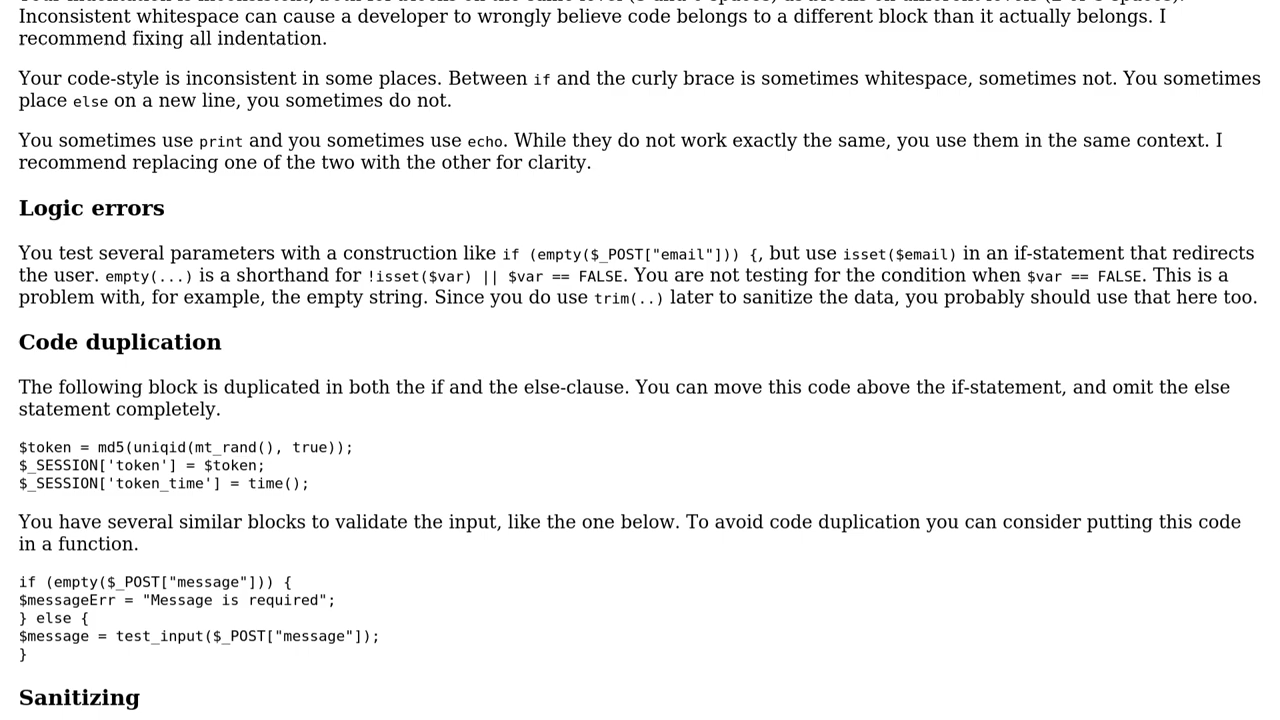 Inconsistent whitespace can cause a developer to wrongly believe code belongs to a different block than it actually belongs. I
recommend fixing all indentation.
Your code-style is inconsistent in some places. Between if and the curly brace is sometimes whitespace, sometimes not. You sometimes
place else on a new line, you sometimes do not.
You sometimes use print and you sometimes use echo. While they do not work exactly the same, you use them in the same context. I
recommend replacing one of the two with the other for clarity.
Logic errors
You test several parameters with a construction like if (empty($_POST["email"])) {, but use isset($email) in an if-statement that redirects
the user. empty(...) is a shorthand for !isset($var) || $var == FALSE. You are not testing for the condition when $var == FALSE. This is a
problem with, for example, the empty string. Since you do use trim(..) later to sanitize the data, you probably should use that here too.
Code duplication
The following block is duplicated in both the if and the else-clause. You can move this code above the if-statement, and omit the else
statement completely.
$token = md5(uniqid(mt_rand(), true));
$_SESSION['token'] = $token;
$_SESSION['token_time'] = time();
You have several similar blocks to validate the input, like the one below. To avoid code duplication you can consider putting this code
in a function.
if (empty($_POST["message"])) {
$messageErr = "Message is required";
} else {
$message = test_input($_POST["message"]);
}
Sanitizing